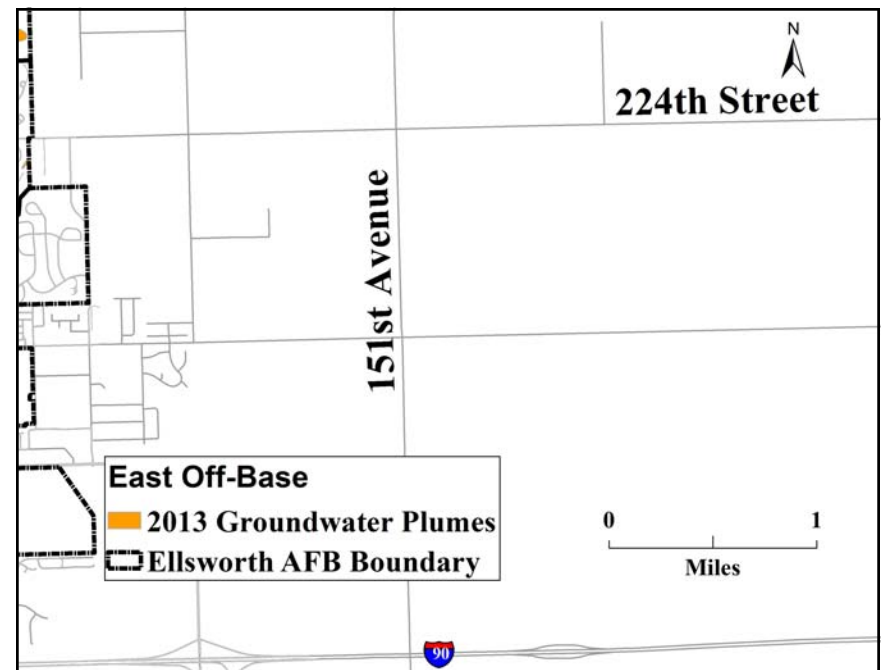 N
224th Street
151st Avenue
East Off-Base
2013 Groundwater Plumes
Ellsworth AFB Boundary
0 1
Miles
90